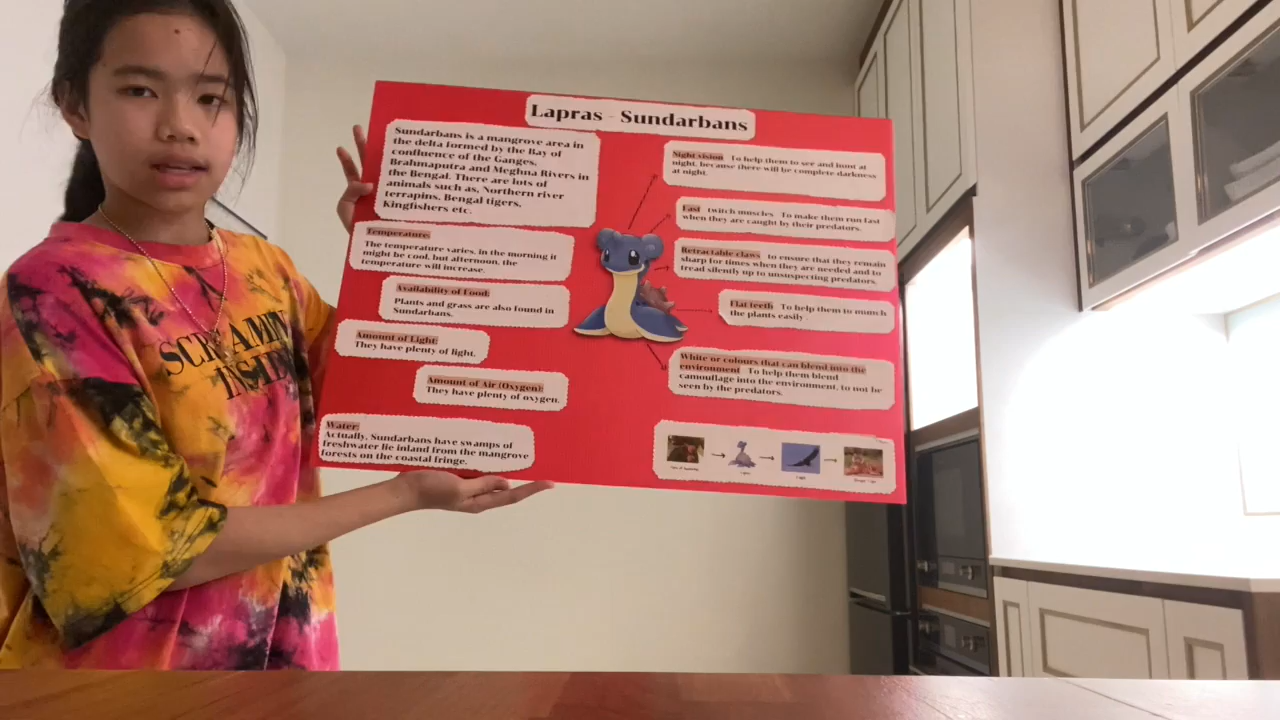 Lapras - Sundarbans
Sundarbans is a mangrove area in
the delta formed by the Bay of
confluence of the Ganges,
Brahmaputra and Meghna Rivers in
the Bengal. There are lots of
animals such as, Northern river
terrapins, Bengal tigers,
Kingfishers etc.
Temperature:
The temperature varies, in the morning it
might be cool, but afternoon, the
temperature will increase.
Availability of Food:
Plants and grass are also found in
Sundarbans.
Amount of Light:
They have plenty of light.
Amount of Air (Oxygen):
They have plenty of oxygen.
Water:
Actually, Sundarbans have swamps of
freshwater lie inland from the mangrove
forests on the coastal fringe.
Night vision To help them to see and hunt at
night, because there will be complete darkness
at night.
Fast twitch muscles To make them run fast
when they are caught by their predators.
Retractable claws to ensure that they remain
sharp for times when they are needed and to
tread silently up to unsuspecting predators.
Flat teeth To help them to munch
the plants easily.
White or colours that can blend into the
environment To help them blend
camouflage into the environment, to not be
seen by the predators.
SCREAMIN